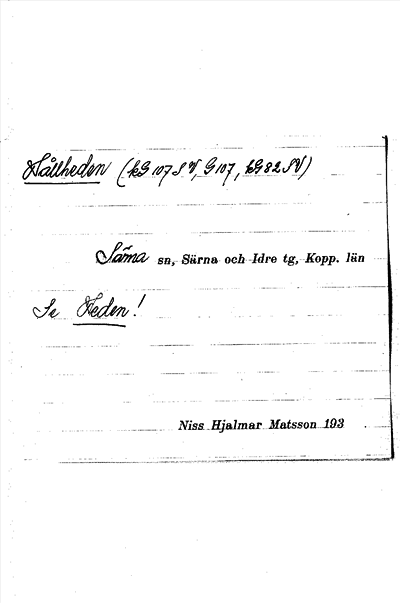 Hållheden (kG 107 SV, G 107, kG 82 SV)
Särna sn, Särna och Idre tg, Kopp. län
Se Heden!
Niss Hjalmar Matsson 193 .